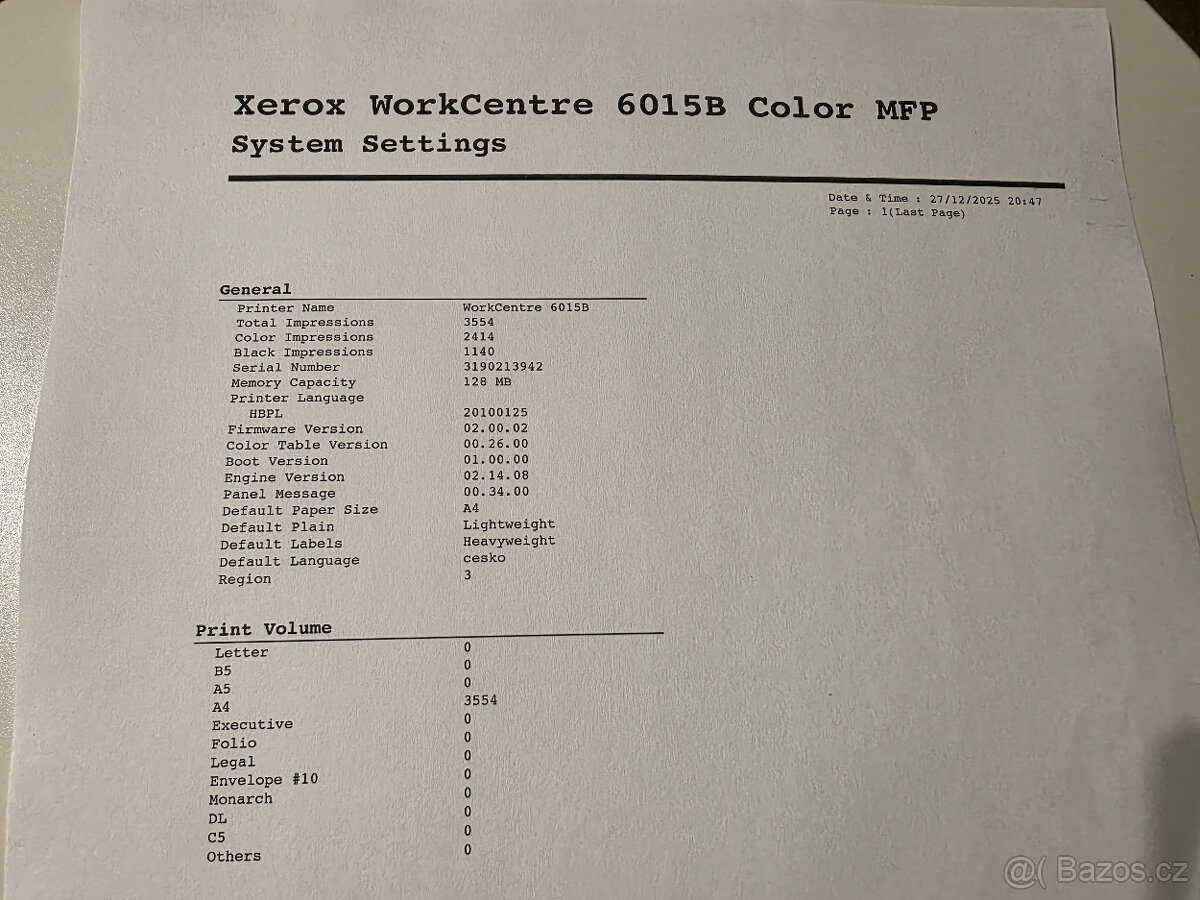 Xerox WorkCentre 6015B Color MFP
System Settings
Date & Time : 27/12/2025 20:47
Page : 1(Last Page)
General
Printer Name WorkCentre 6015B
Total Impressions 3554
Color Impressions 2414
Black Impressions 1140
Serial Number 3190213942
Memory Capacity 128 MB
Printer Language
HBPL 20100125
Firmware Version 02.00.02
Color Table Version 00.26.00
Boot Version 01.00.00
Engine Version 02.14.08
Panel Message 00.34.00
Default Paper Size A4
Default Plain Lightweight
Default Labels Heavyweight
Default Language cesko
Region 3
Print Volume
Letter 0
B5 0
A5 0
A4 3554
Executive 0
Folio 0
Legal 0
Envelope #10 0
Monarch 0
DL 0
C5 0
Others 0
@( Bazos.cz